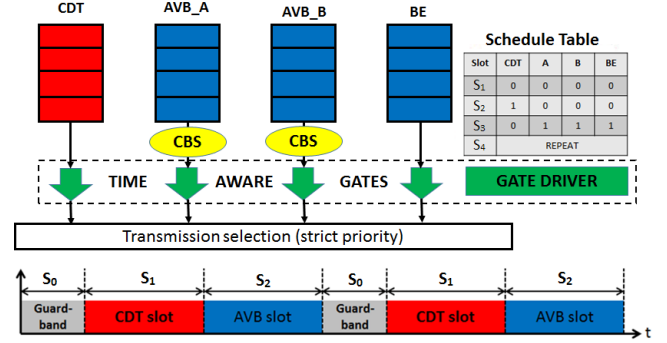 CDT AVB_A AVB_B BE
Schedule Table
Slot CDT A B BE
S1 0 0 0 0
S2 1 0 0 0
S3 0 1 1 1
S4 REPEAT
CBS CBS
TIME AWARE GATES GATE DRIVER
Transmission selection (strict priority)
S0 S1 S2 S0 S1 S2
Guard- CDT slot AVB slot Guard- CDT slot AVB slot
band band
t